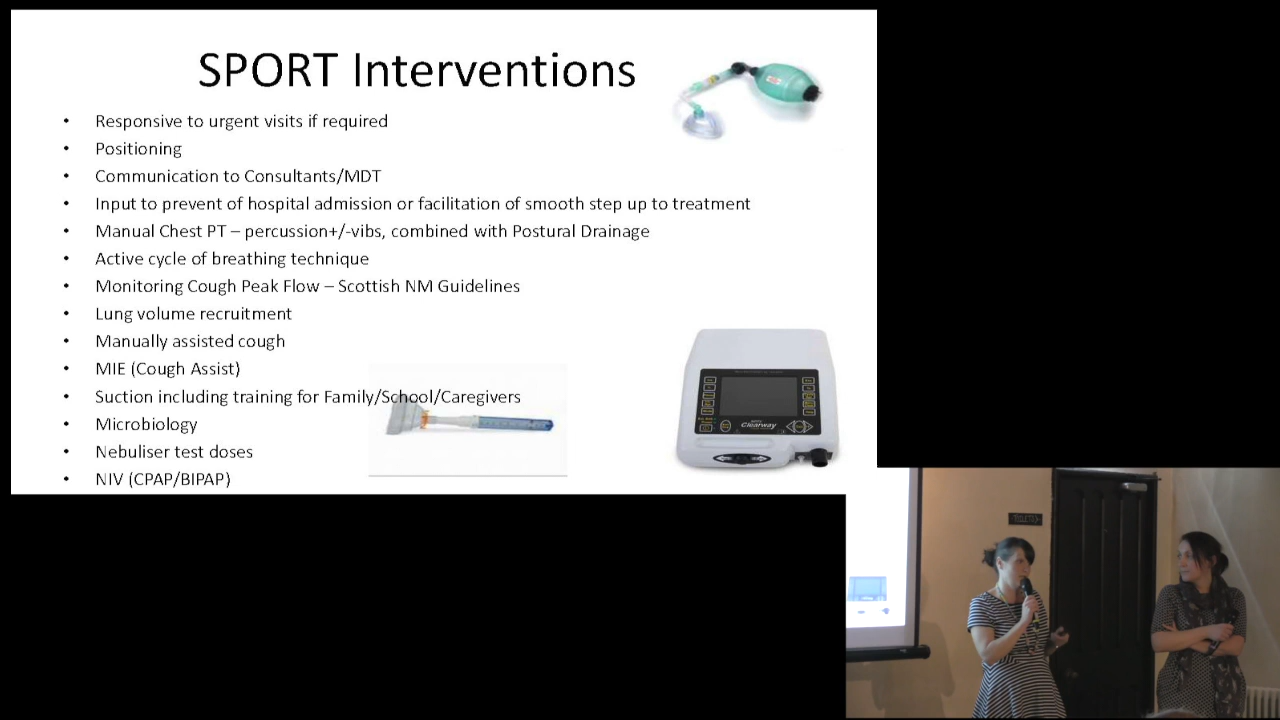 SPORT Interventions
• Responsive to urgent visits if required
• Positioning
• Communication to Consultants/MDT
• Input to prevent of hospital admission or facilitation of smooth step up to treatment
• Manual Chest PT – percussion+/-vibs, combined with Postural Drainage
• Active cycle of breathing technique
• Monitoring Cough Peak Flow – Scottish NM Guidelines
• Lung volume recruitment
• Manually assisted cough
• MIE (Cough Assist)
• Suction including training for Family/School/Caregivers
• Microbiology
• Nebuliser test doses
• NIV (CPAP/BIPAP)
Clearway